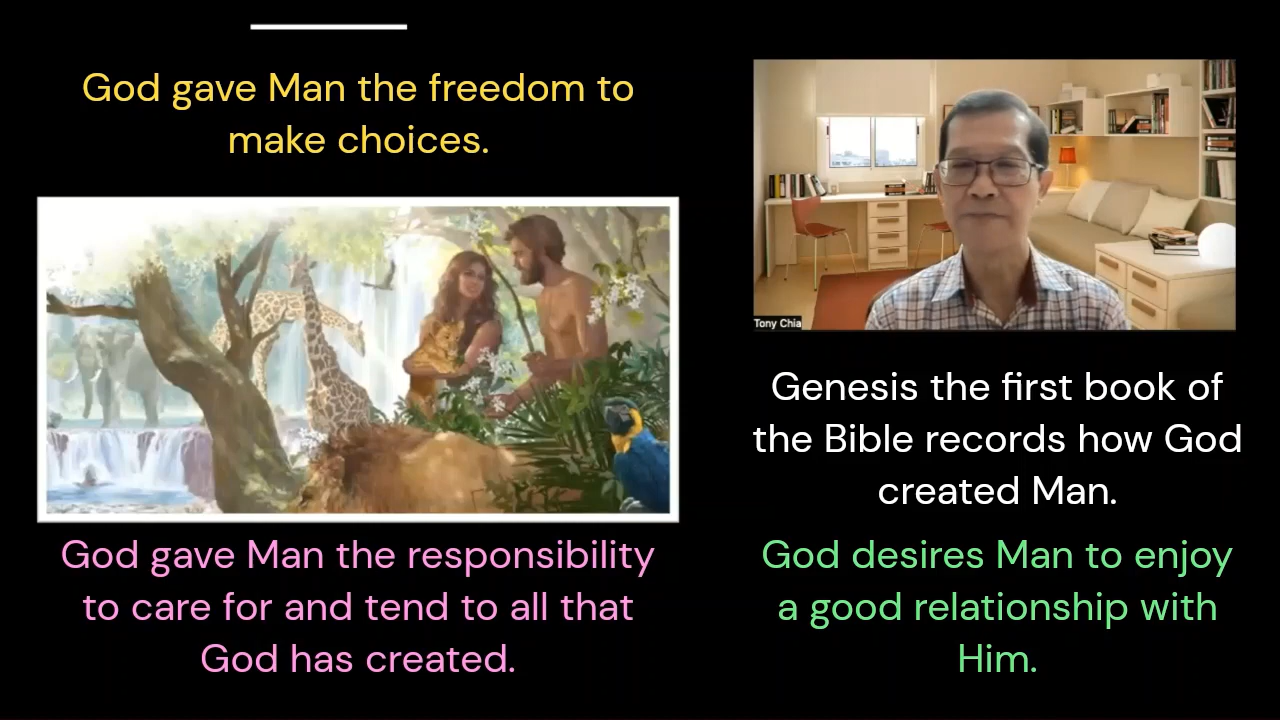 God gave Man the freedom to
make choices.
God gave Man the responsibility
to care for and tend to all that
God has created.
Tony Chia
Genesis the first book of
the Bible records how God
created Man.
God desires Man to enjoy
a good relationship with
Him.